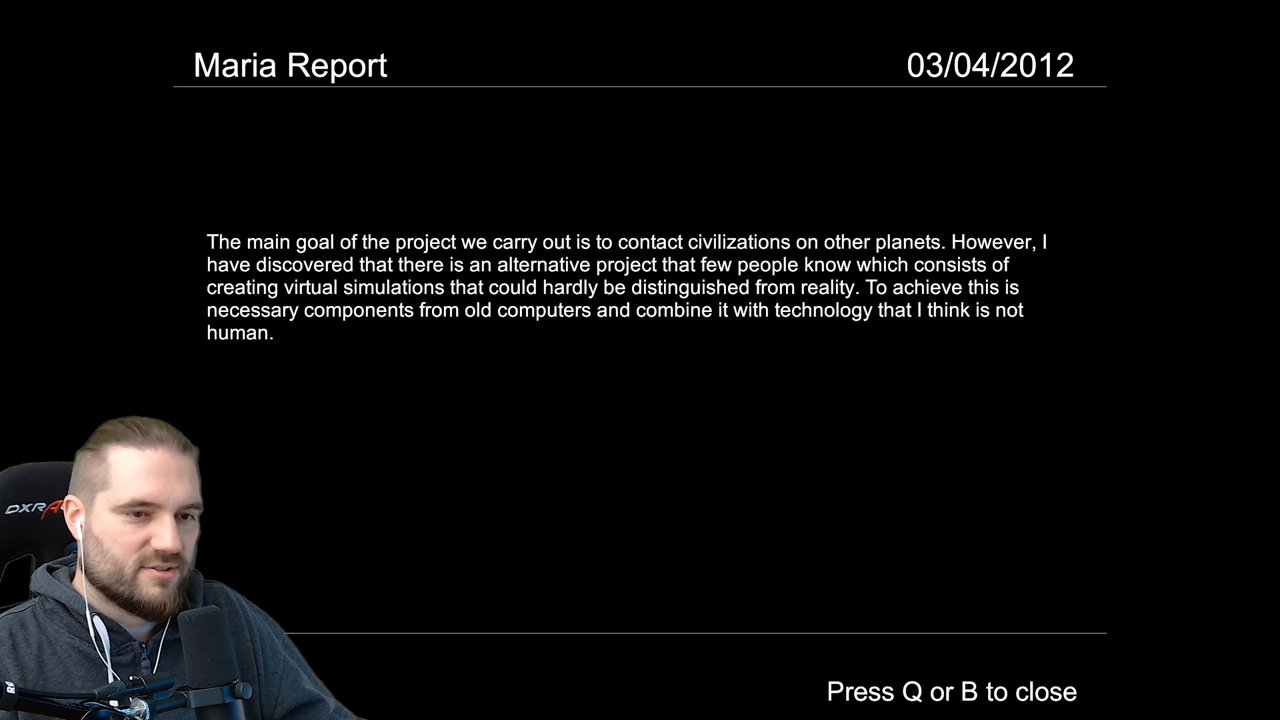 Maria Report
03/04/2012
The main goal of the project we carry out is to contact civilizations on other planets. However, I
have discovered that there is an alternative project that few people know which consists of
creating virtual simulations that could hardly be distinguished from reality. To achieve this is
necessary components from old computers and combine it with technology that I think is not
human.
Press Q or B to close